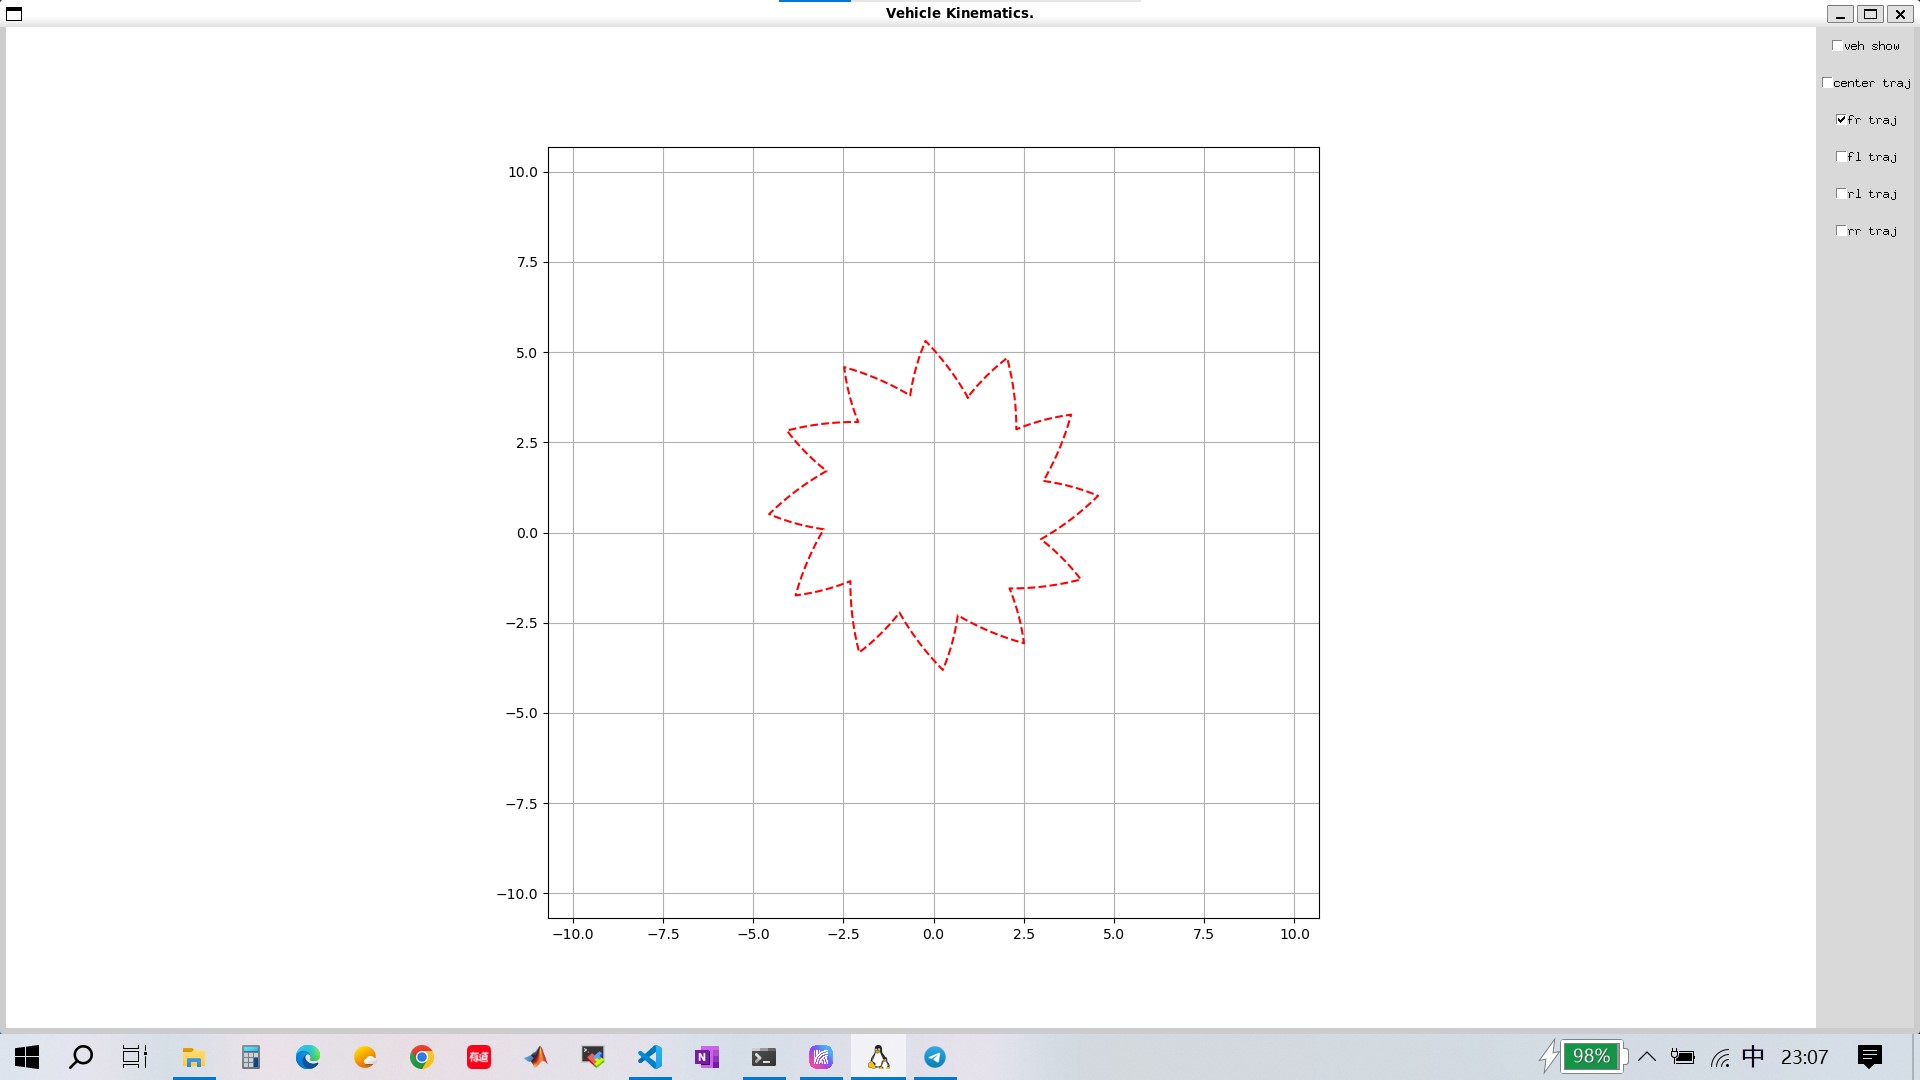 Vehicle Kinematics.
veh show
center traj
fr traj
fl traj
rl traj
rr traj
10.0
7.5
5.0
2.5
0.0
−2.5
−5.0
−7.5
−10.0
−10.0 −7.5 −5.0 −2.5 0.0 2.5 5.0 7.5 10.0
有道
N
98% 中 23:07